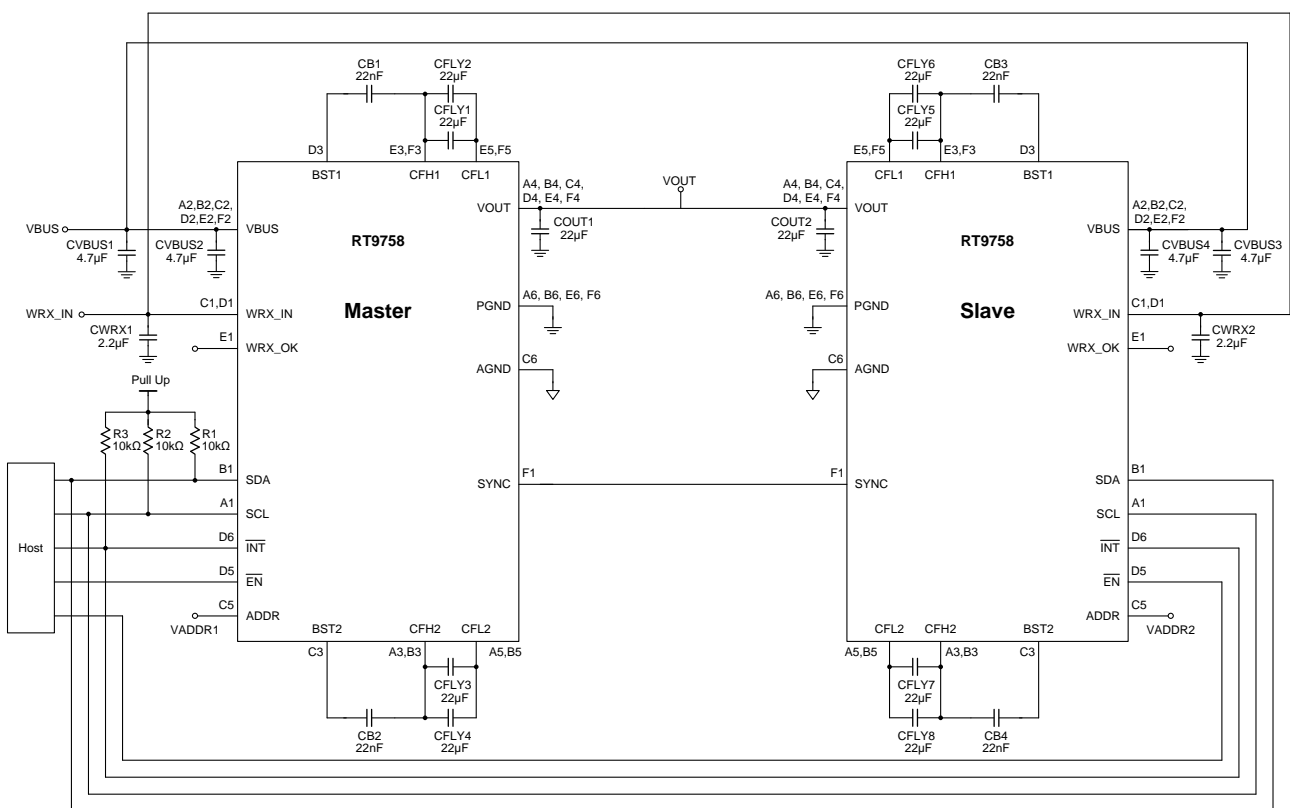 CB1
22nF
CFLY2
22µF
CFLY1
22µF
CFLY6
22µF
CFLY5
22µF
CB3
22nF
D3
E3,F3
E5,F5
E5,F5
E3,F3
D3
BST1
CFH1
CFL1
CFL1
CFH1
BST1
A2,B2,C2,
D2,E2,F2
VBUS
VBUS
CVBUS1
4.7µF
CVBUS2
4.7µF
RT9758
VOUT
A4, B4, C4,
D4, E4, F4
COUT1
22µF
VOUT
A4, B4, C4,
D4, E4, F4
COUT2
22µF
VOUT
RT9758
VBUS
A2,B2,C2,
D2,E2,F2
CVBUS4
4.7µF
CVBUS3
4.7µF
WRX_IN
C1,D1
WRX_IN
CWRX1
2.2µF
Master
PGND
A6, B6, E6, F6
A6, B6, E6, F6
PGND
Slave
WRX_IN
C1,D1
CWRX2
2.2µF
E1
WRX_OK
AGND
C6
C6
AGND
WRX_OK
E1
Pull Up
R3
10kΩ
R2
10kΩ
R1
10kΩ
Host
B1
SDA
A1
SCL
D6
INT
D5
EN
C5
ADDR
VADDR1
SYNC
F1
F1
SYNC
SDA
B1
SCL
A1
INT
D6
EN
D5
ADDR
C5
VADDR2
BST2
CFH2
CFL2
CFL2
CFH2
BST2
C3
A3,B3
A5,B5
A5,B5
A3,B3
C3
CFLY3
22µF
CB2
22nF
CFLY4
22µF
CFLY7
22µF
CFLY8
22µF
CB4
22nF